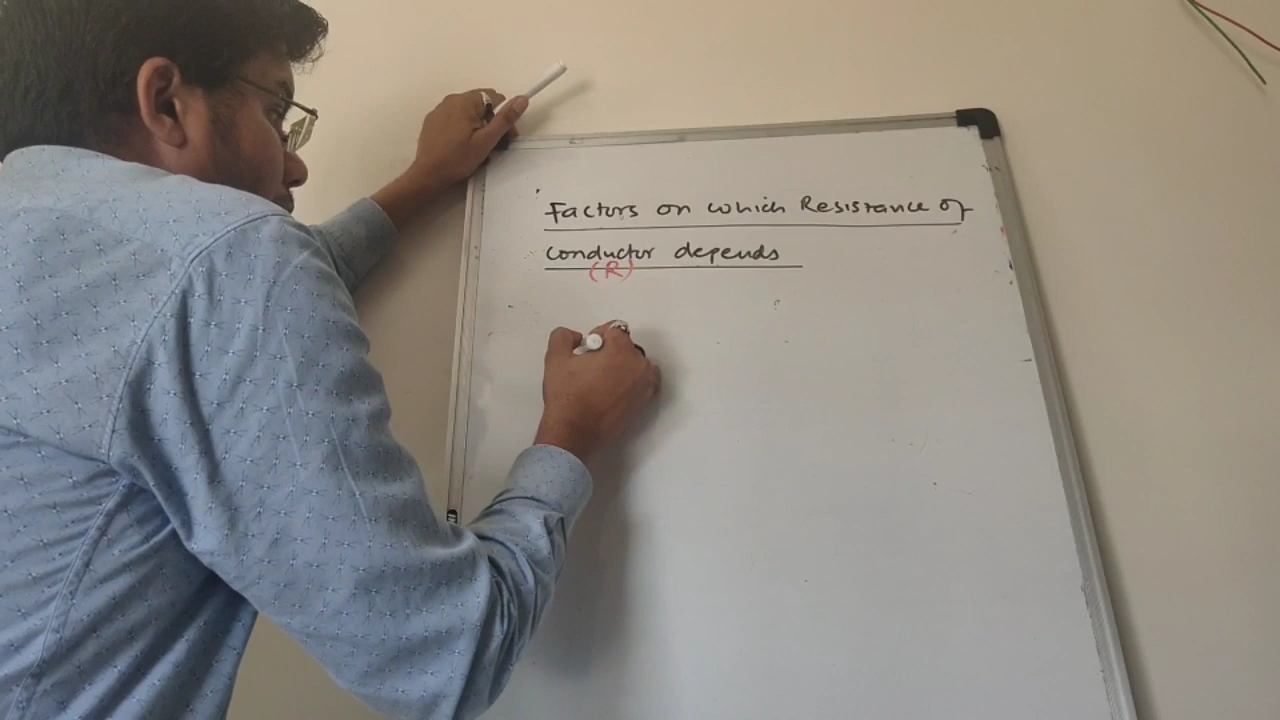 Factors on which Resistance of
conductor depends
(R)